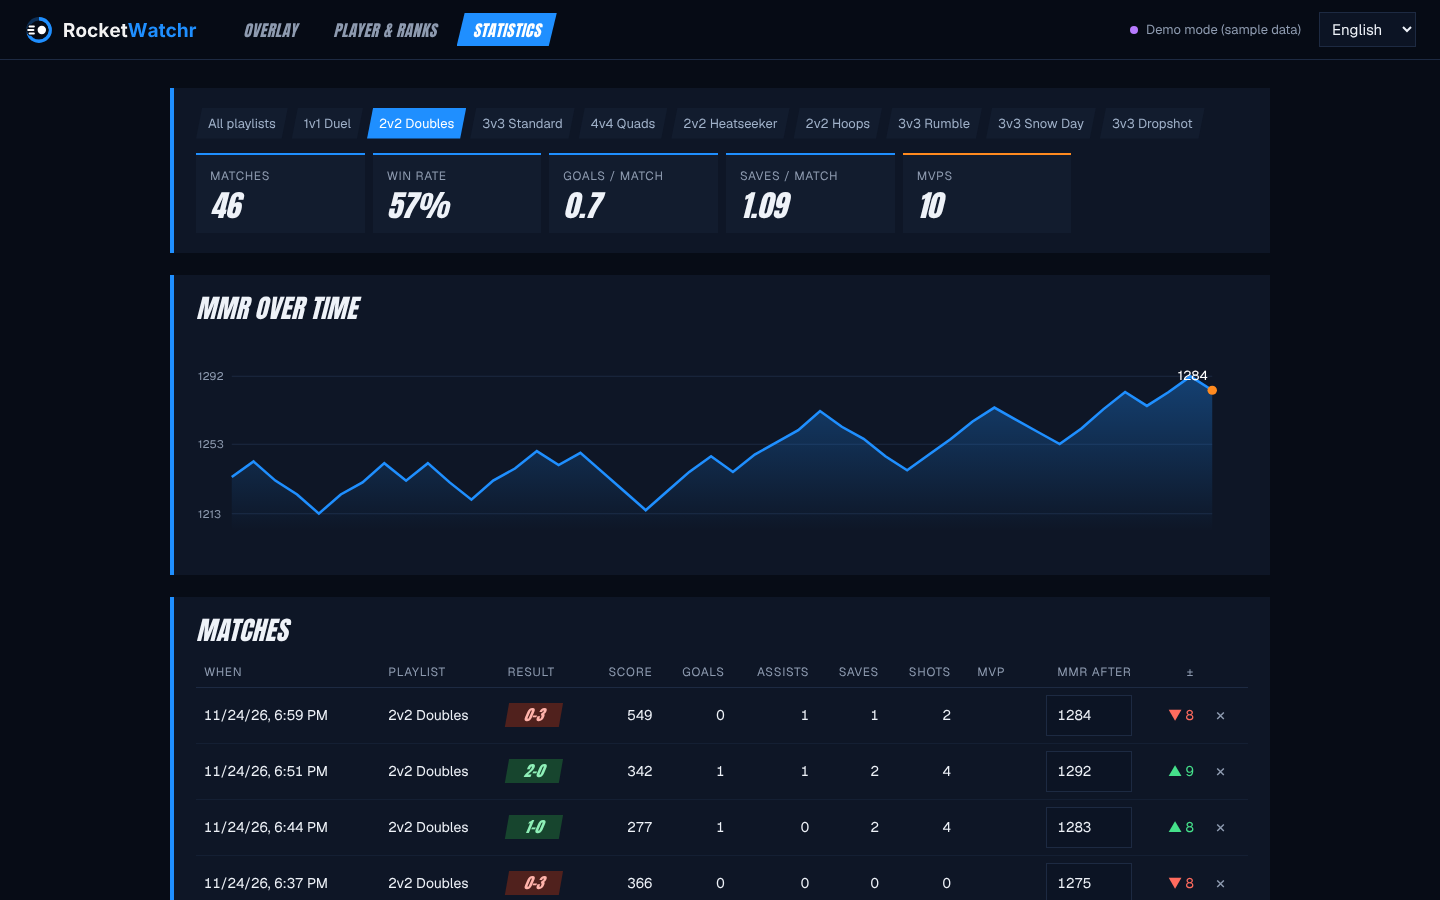 RocketWatchr OVERLAY PLAYER & RANKS STATISTICS Demo mode (sample data) English
All playlists 1v1 Duel 2v2 Doubles 3v3 Standard 4v4 Quads 2v2 Heatseeker 2v2 Hoops 3v3 Rumble 3v3 Snow Day 3v3 Dropshot
MATCHES WIN RATE GOALS / MATCH SAVES / MATCH MVPS
46 57% 0.7 1.09 10
MMR OVER TIME
1292 1284
1253
1213
MATCHES
WHEN PLAYLIST RESULT SCORE GOALS ASSISTS SAVES SHOTS MVP MMR AFTER ±
11/24/26, 6:59 PM 2v2 Doubles 0-3 549 0 1 1 2 1284 ▼ 8 ×
11/24/26, 6:51 PM 2v2 Doubles 2-0 342 1 1 2 4 1292 ▲ 9 ×
11/24/26, 6:44 PM 2v2 Doubles 1-0 277 1 0 2 4 1283 ▲ 8 ×
11/24/26, 6:37 PM 2v2 Doubles 0-3 366 0 0 0 0 1275 ▼ 8 ×